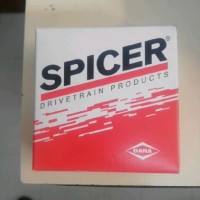 SPICER®
DRIVETRAIN PRODUCTS
DANA